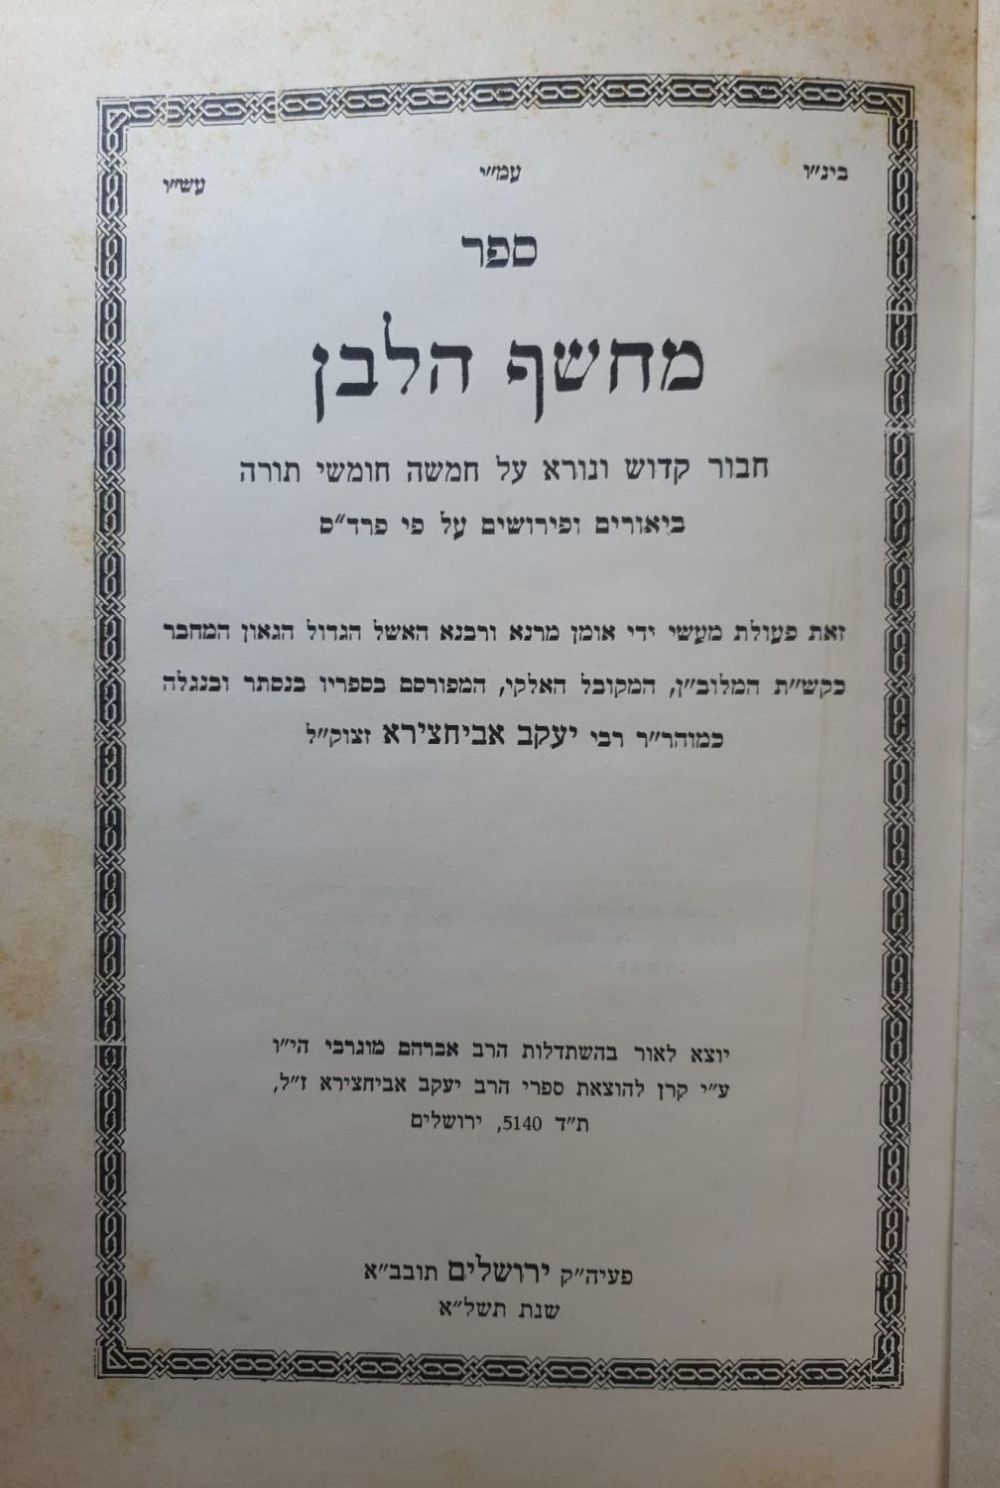 בינ״ו עמ״י עש״ו
ספר
מחשף הלבן
חבור קדוש ונורא על חמשה חומשי תורה
ביאורים ופירושים על פי פרד״ס
זאת פעולת מעשי ידי אומן מרנא ורבנא האשל הגדול הגאון המחבר
בקש״ת המלוב״ן, המקובל האלקי, המפורסם בספריו בנסתר ובנגלה
כמוהר״ר רבי יעקב אביחצירא זצוק״ל
יוצא לאור בהשתדלות הרב אברהם מוגרבי הי״ו
ע״י קרן להוצאת ספרי הרב יעקב אביחצירא ז״ל,
ת״ד 5140, ירושלים
פעיה״ק ירושלים תובב״א
שנת תשל״א